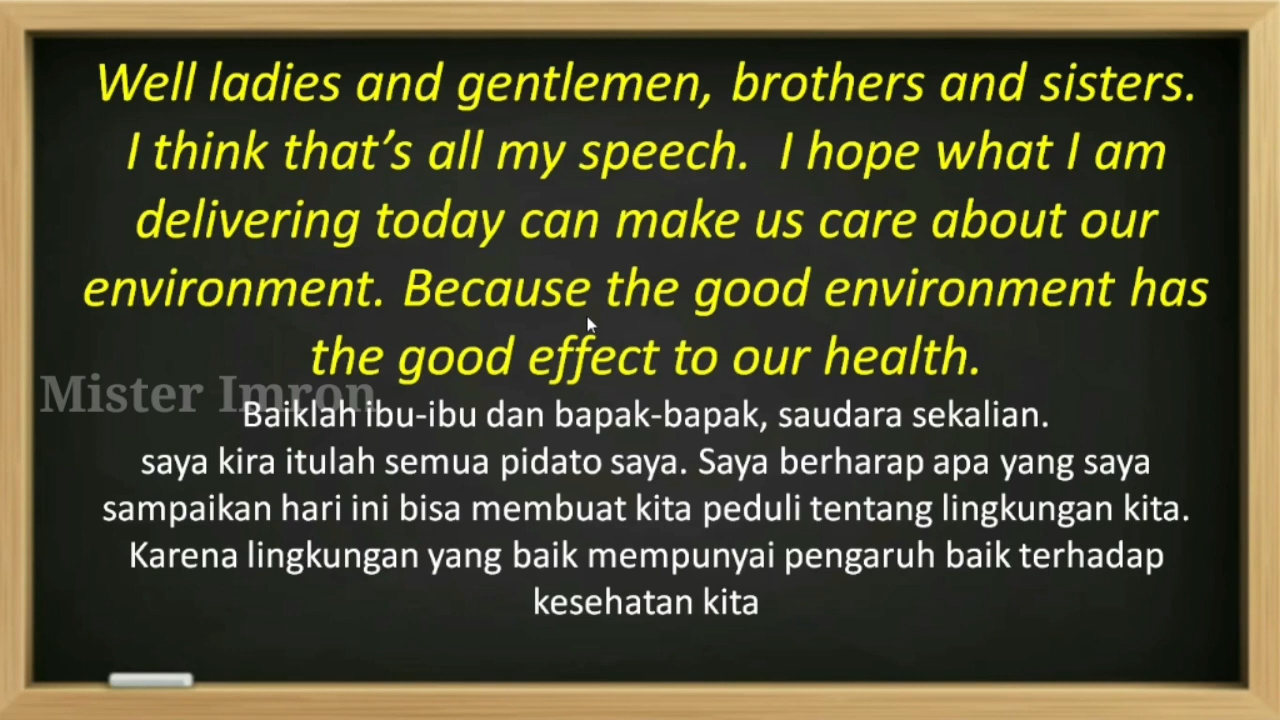 Well ladies and gentlemen, brothers and sisters.
I think that’s all my speech.  I hope what I am
delivering today can make us care about our
environment. Because the good environment has
the good effect to our health.
Mister Imron
Baiklah ibu-ibu dan bapak-bapak, saudara sekalian.
saya kira itulah semua pidato saya. Saya berharap apa yang saya
sampaikan hari ini bisa membuat kita peduli tentang lingkungan kita.
Karena lingkungan yang baik mempunyai pengaruh baik terhadap
kesehatan kita